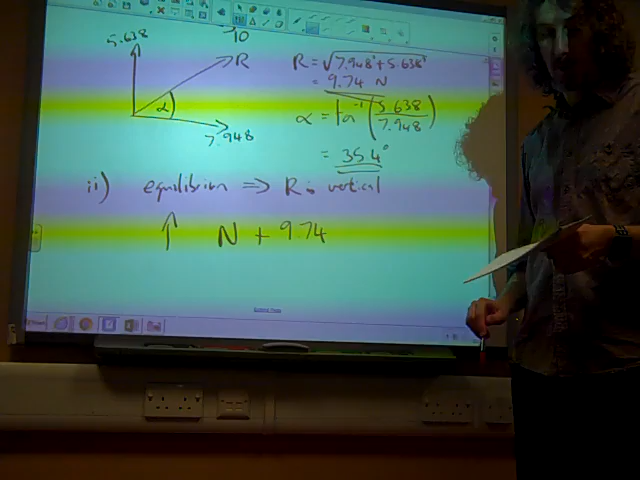 5.638
R
α
7.948
R = √7.948² + 5.638²
= 9.74 N
α = tan⁻¹ (5.638 / 7.948)
= 35.4°
ii) equilibrium ⇒ R is vertical
↑ N + 9.74